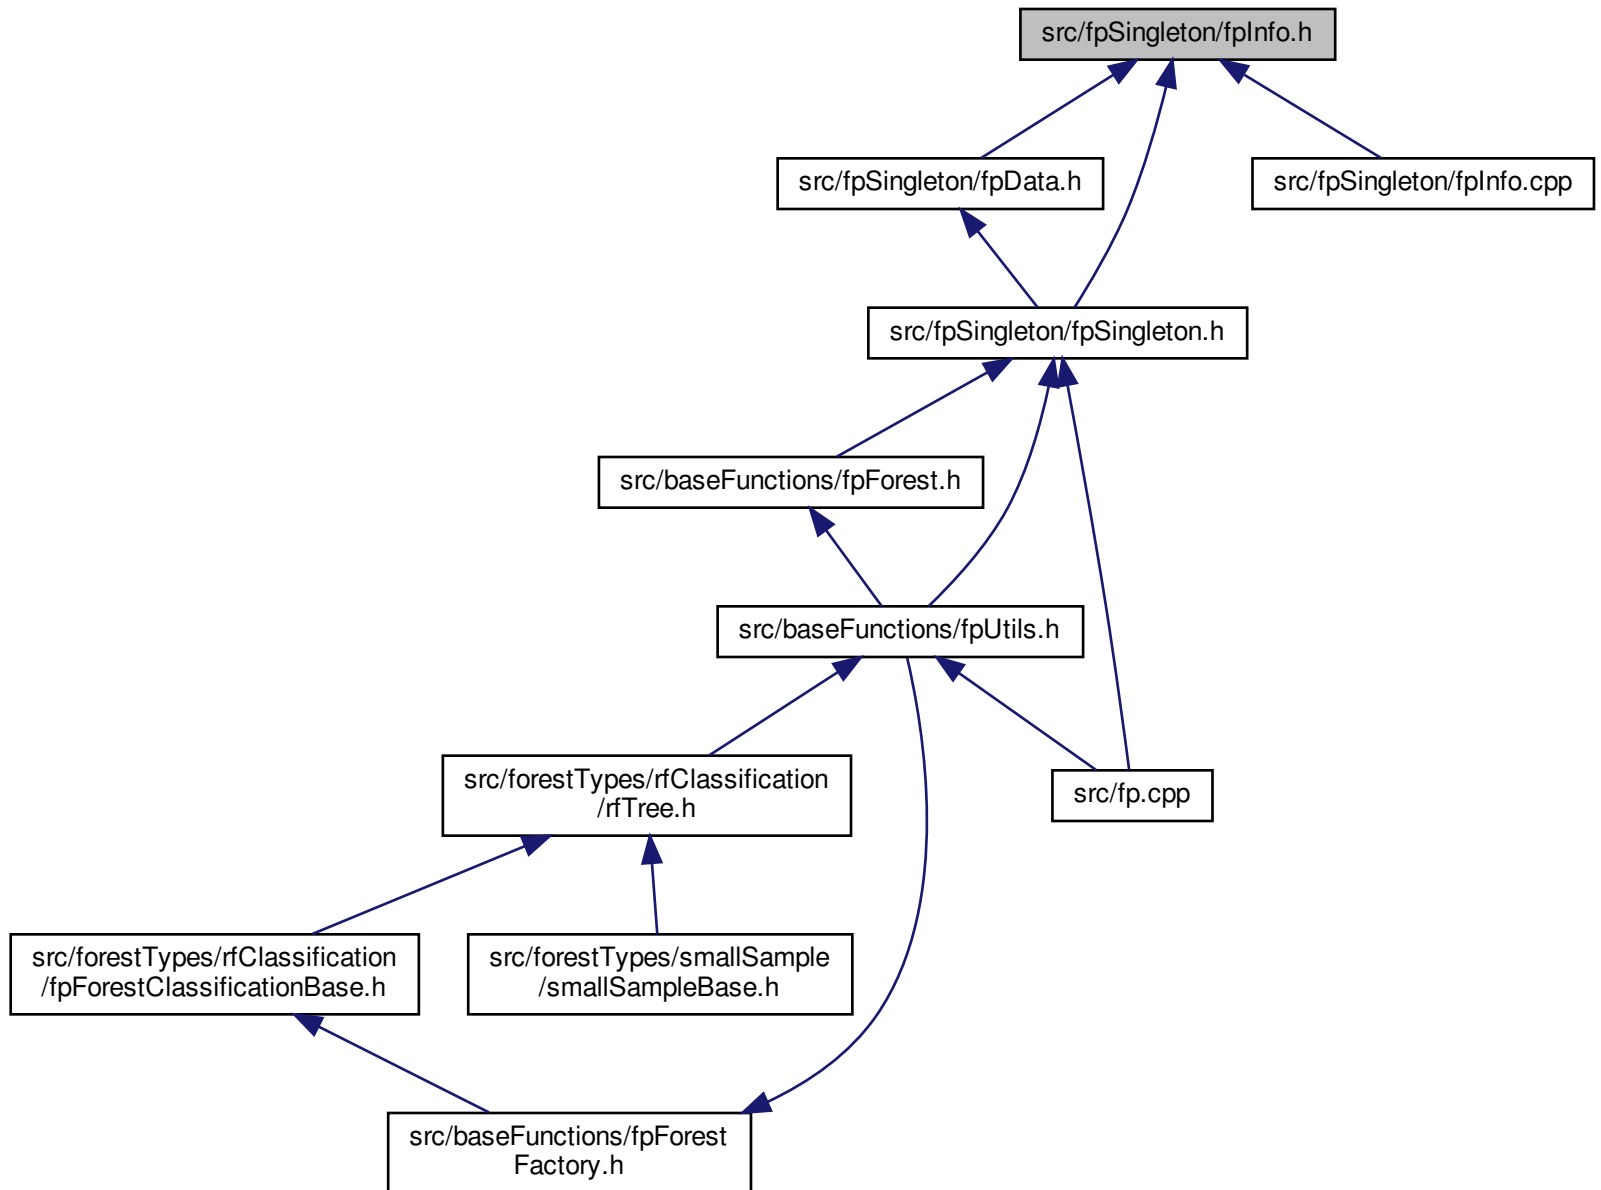 src/fpSingleton/fpInfo.h
src/fpSingleton/fpData.h
src/fpSingleton/fpInfo.cpp
src/fpSingleton/fpSingleton.h
src/baseFunctions/fpForest.h
src/baseFunctions/fpUtils.h
src/forestTypes/rfClassification
/rfTree.h
src/fp.cpp
src/forestTypes/rfClassification
/fpForestClassificationBase.h
src/forestTypes/smallSample
/smallSampleBase.h
src/baseFunctions/fpForest
Factory.h